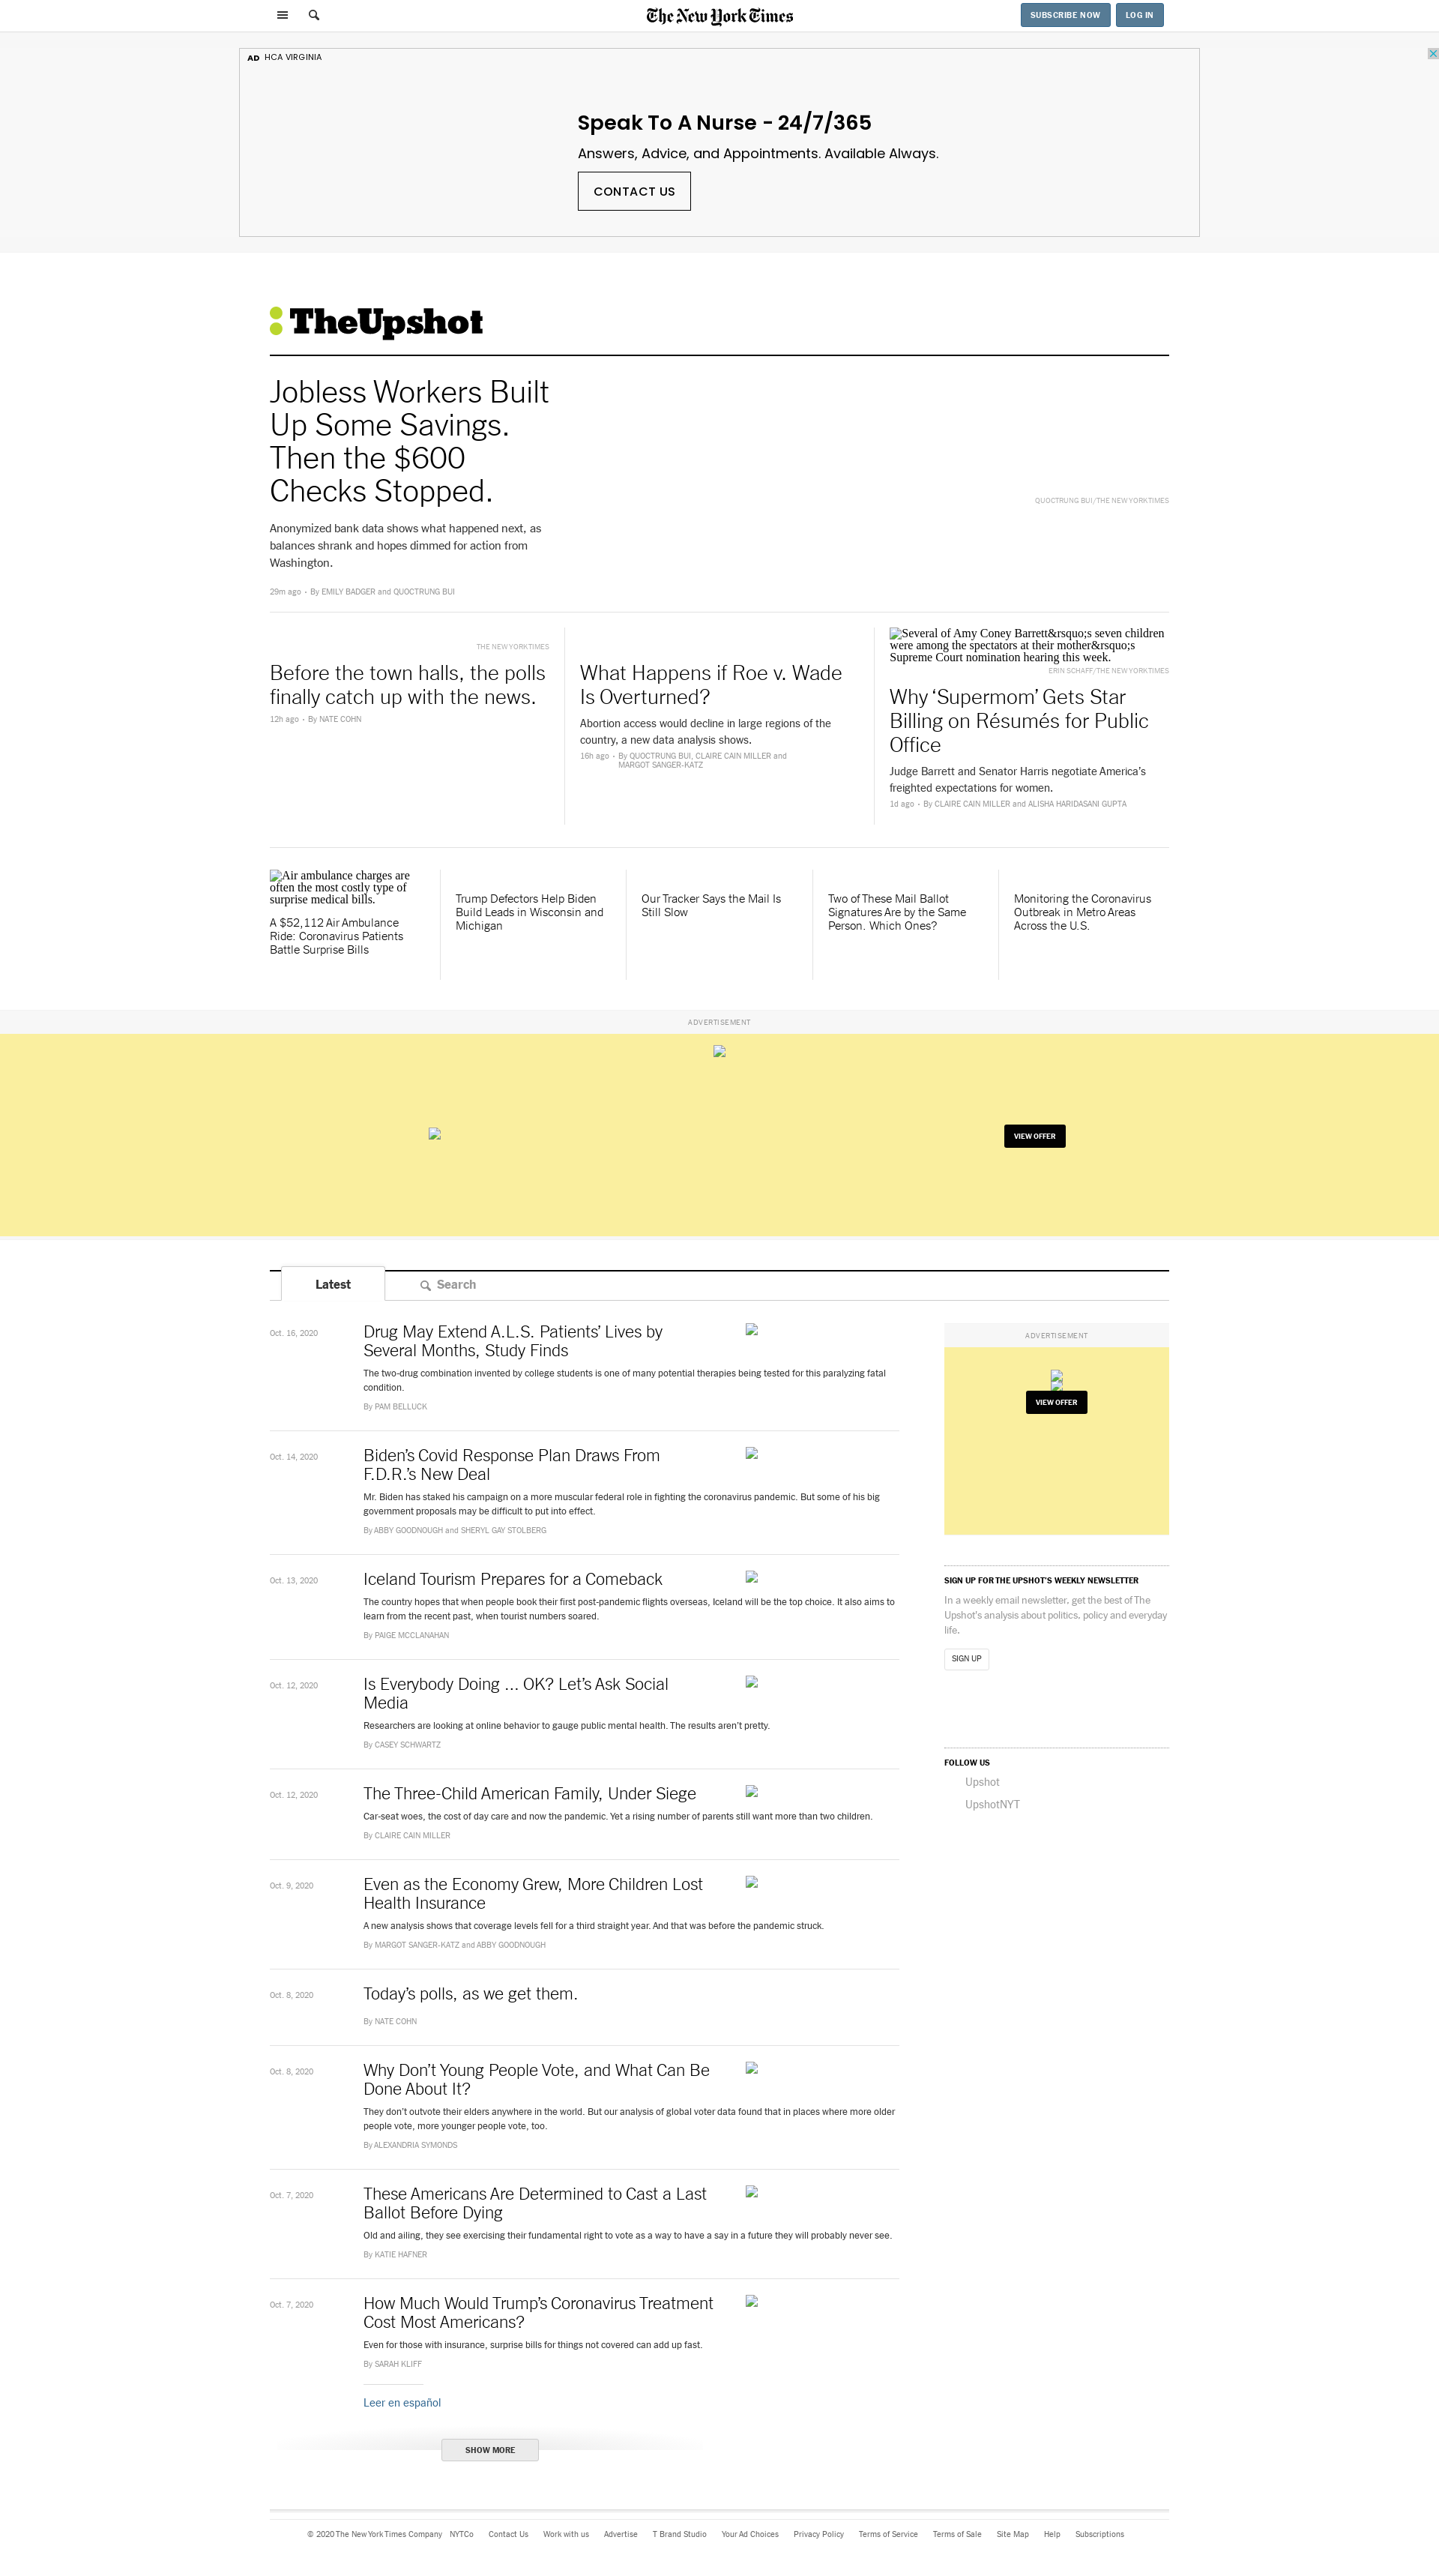 The New York Times
SUBSCRIBE NOW
LOG IN
AD HCA VIRGINIA
Speak To A Nurse - 24/7/365
Answers, Advice, and Appointments. Available Always.
CONTACT US
TheUpshot
Jobless Workers Built
Up Some Savings.
Then the $600
Checks Stopped.
Anonymized bank data shows what happened next, as
balances shrank and hopes dimmed for action from
Washington.
29m ago • By EMILY BADGER and QUOCTRUNG BUI
QUOCTRUNG BUI/THE NEW YORK TIMES
THE NEW YORK TIMES
Before the town halls, the polls
finally catch up with the news.
12h ago • By NATE COHN
What Happens if Roe v. Wade
Is Overturned?
Abortion access would decline in large regions of the
country, a new data analysis shows.
16h ago • By QUOCTRUNG BUI, CLAIRE CAIN MILLER and
MARGOT SANGER-KATZ
Several of Amy Coney Barrett&rsquo;s seven children
were among the spectators at their mother&rsquo;s
Supreme Court nomination hearing this week.
ERIN SCHAFF/THE NEW YORK TIMES
Why ‘Supermom’ Gets Star
Billing on Résumés for Public
Office
Judge Barrett and Senator Harris negotiate America’s
freighted expectations for women.
1d ago • By CLAIRE CAIN MILLER and ALISHA HARIDASANI GUPTA
Air ambulance charges are
often the most costly type of
surprise medical bills.
A $52,112 Air Ambulance
Ride: Coronavirus Patients
Battle Surprise Bills
Trump Defectors Help Biden
Build Leads in Wisconsin and
Michigan
Our Tracker Says the Mail Is
Still Slow
Two of These Mail Ballot
Signatures Are by the Same
Person. Which Ones?
Monitoring the Coronavirus
Outbreak in Metro Areas
Across the U.S.
ADVERTISEMENT
VIEW OFFER
Latest
Search
Oct. 16, 2020
Drug May Extend A.L.S. Patients’ Lives by
Several Months, Study Finds
The two-drug combination invented by college students is one of many potential therapies being tested for this paralyzing fatal
condition.
By PAM BELLUCK
Oct. 14, 2020
Biden’s Covid Response Plan Draws From
F.D.R.’s New Deal
Mr. Biden has staked his campaign on a more muscular federal role in fighting the coronavirus pandemic. But some of his big
government proposals may be difficult to put into effect.
By ABBY GOODNOUGH and SHERYL GAY STOLBERG
Oct. 13, 2020
Iceland Tourism Prepares for a Comeback
The country hopes that when people book their first post-pandemic flights overseas, Iceland will be the top choice. It also aims to
learn from the recent past, when tourist numbers soared.
By PAIGE MCCLANAHAN
Oct. 12, 2020
Is Everybody Doing ... OK? Let’s Ask Social
Media
Researchers are looking at online behavior to gauge public mental health. The results aren’t pretty.
By CASEY SCHWARTZ
Oct. 12, 2020
The Three-Child American Family, Under Siege
Car-seat woes, the cost of day care and now the pandemic. Yet a rising number of parents still want more than two children.
By CLAIRE CAIN MILLER
Oct. 9, 2020
Even as the Economy Grew, More Children Lost
Health Insurance
A new analysis shows that coverage levels fell for a third straight year. And that was before the pandemic struck.
By MARGOT SANGER-KATZ and ABBY GOODNOUGH
Oct. 8, 2020
Today’s polls, as we get them.
By NATE COHN
Oct. 8, 2020
Why Don’t Young People Vote, and What Can Be
Done About It?
They don’t outvote their elders anywhere in the world. But our analysis of global voter data found that in places where more older
people vote, more younger people vote, too.
By ALEXANDRIA SYMONDS
Oct. 7, 2020
These Americans Are Determined to Cast a Last
Ballot Before Dying
Old and ailing, they see exercising their fundamental right to vote as a way to have a say in a future they will probably never see.
By KATIE HAFNER
Oct. 7, 2020
How Much Would Trump’s Coronavirus Treatment
Cost Most Americans?
Even for those with insurance, surprise bills for things not covered can add up fast.
By SARAH KLIFF
Leer en español
SHOW MORE
ADVERTISEMENT
VIEW OFFER
SIGN UP FOR THE UPSHOT'S WEEKLY NEWSLETTER
In a weekly email newsletter, get the best of The
Upshot's analysis about politics, policy and everyday
life.
SIGN UP
FOLLOW US
Upshot
UpshotNYT
© 2020 The New York Times Company NYTCo Contact Us Work with us Advertise T Brand Studio Your Ad Choices Privacy Policy Terms of Service Terms of Sale Site Map Help Subscriptions